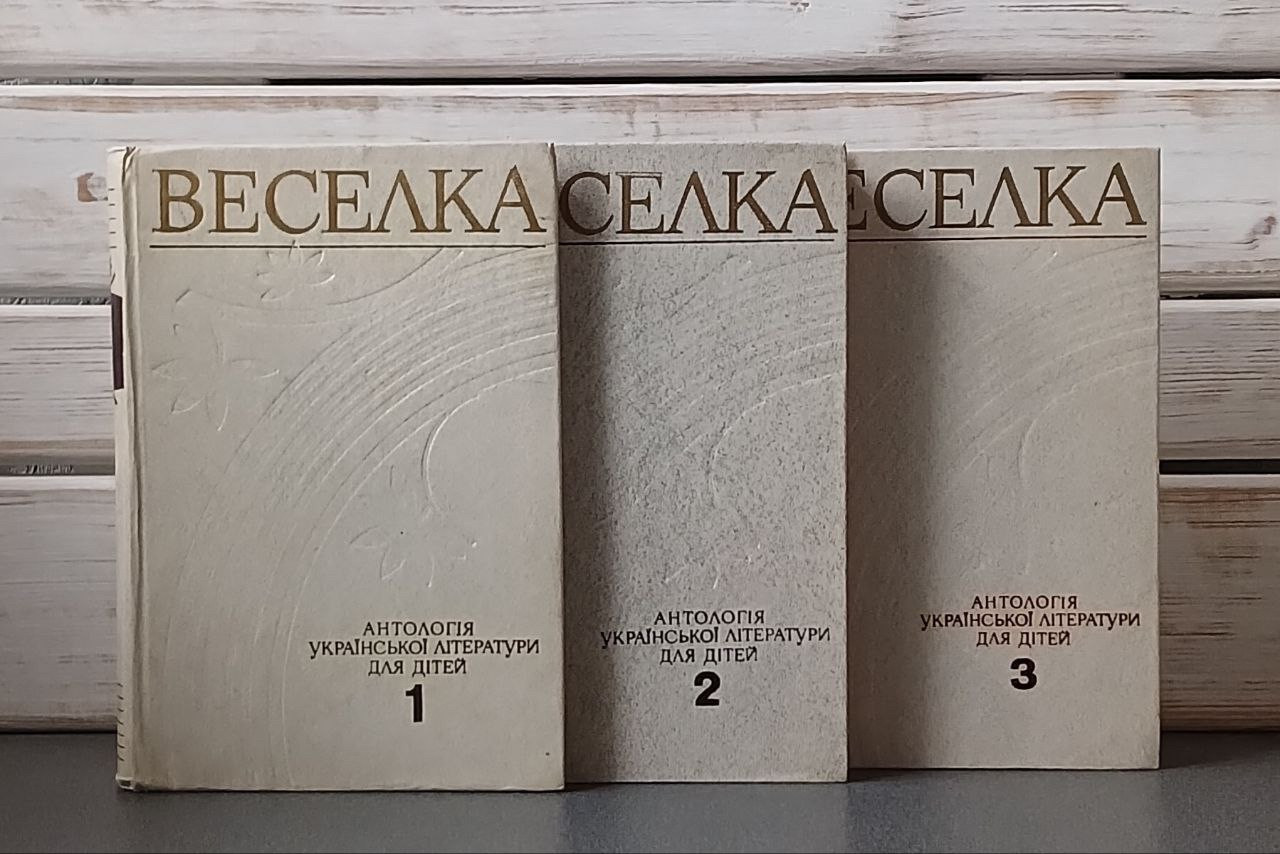 ВЕСЕЛКА
АНТОЛОГІЯ
УКРАЇНСЬКОЇ ЛІТЕРАТУРИ
ДЛЯ ДІТЕЙ
1
СЕЛКА
АНТОЛОГІЯ
УКРАЇНСЬКОЇ ЛІТЕРАТУРИ
ДЛЯ ДІТЕЙ
2
ЕСЕЛКА
АНТОЛОГІЯ
УКРАЇНСЬКОЇ ЛІТЕРАТУРИ
ДЛЯ ДІТЕЙ
3